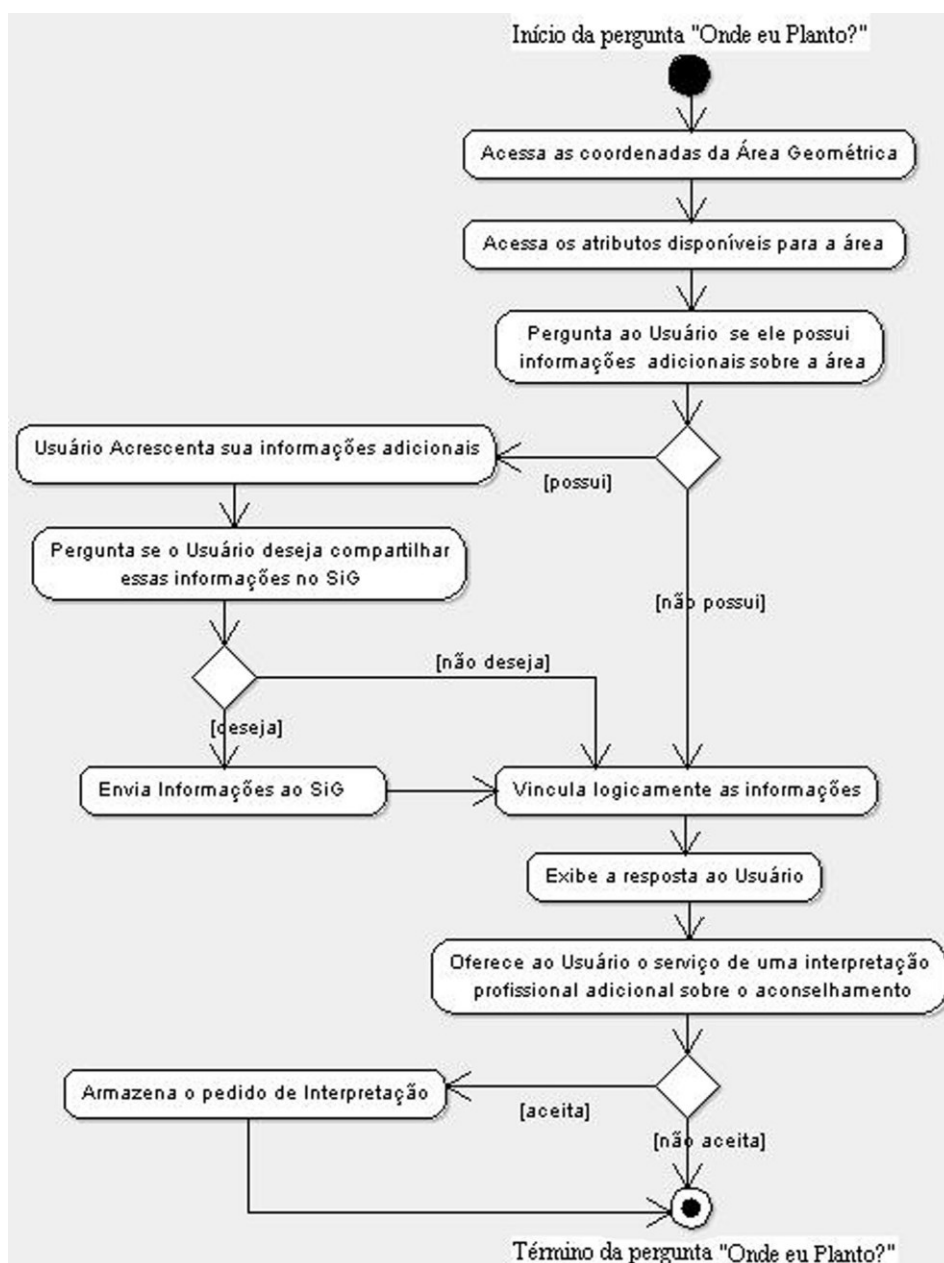 Início da pergunta "Onde eu Planto?"
Acessa as coordenadas da Área Geométrica
Acessa os atributos disponíveis para a área
Pergunta ao Usuário se ele possui
informações adicionais sobre a área
Usuário Acrescenta sua informações adicionais
[possui]
Pergunta se o Usuário deseja compartilhar
essas informações no SiG
[não possui]
[não deseja]
[deseja]
Envia Informações ao SiG
Vincula logicamente as informações
Exibe a resposta ao Usuário
Oferece ao Usuário o serviço de uma interpretação
profissional adicional sobre o aconselhamento
Armazena o pedido de Interpretação
[aceita]
[não aceita]
Término da pergunta "Onde eu Planto?"